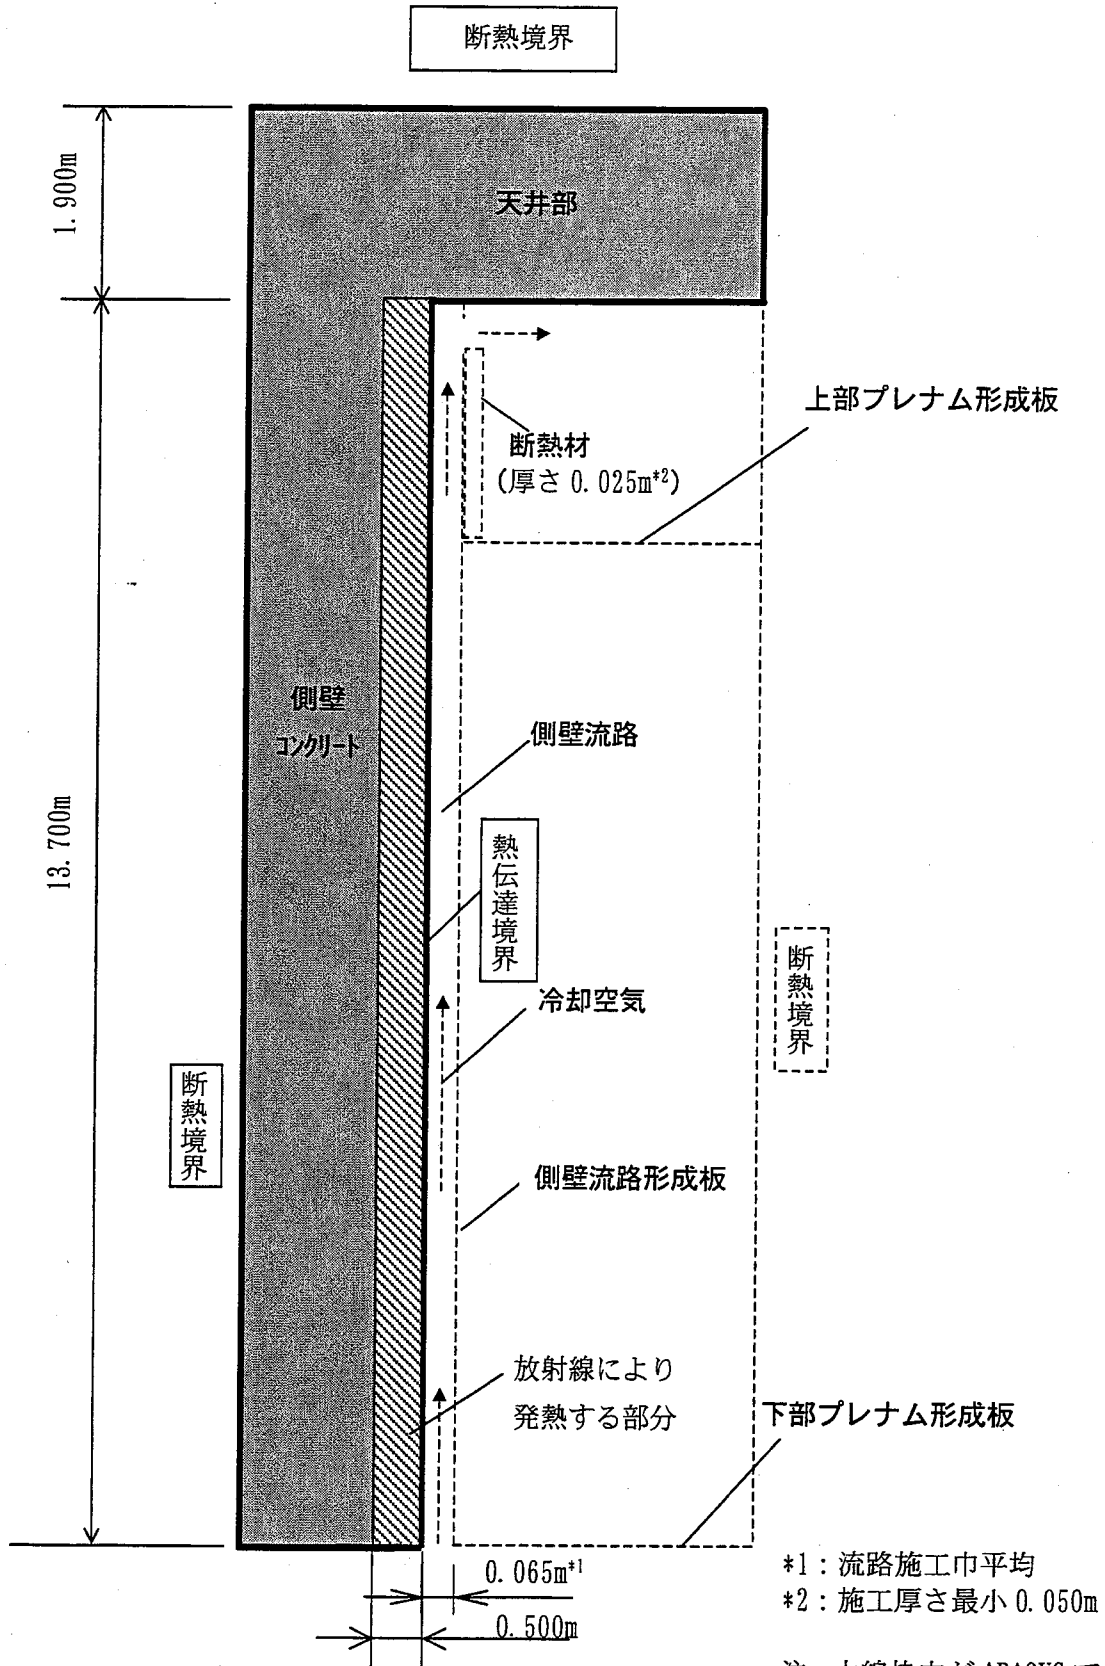 断熱境界
1.900m
天井部
上部プレナム形成板
断熱材
(厚さ 0.025m*2)
側壁
コンクリート
側壁流路
13.700m
熱伝達境界
断熱境界
冷却空気
断熱境界
側壁流路形成板
放射線により
発熱する部分
下部プレナム形成板
0.065m*1
0.500m
*1:流路施工巾平均
*2:施工厚さ最小 0.050m